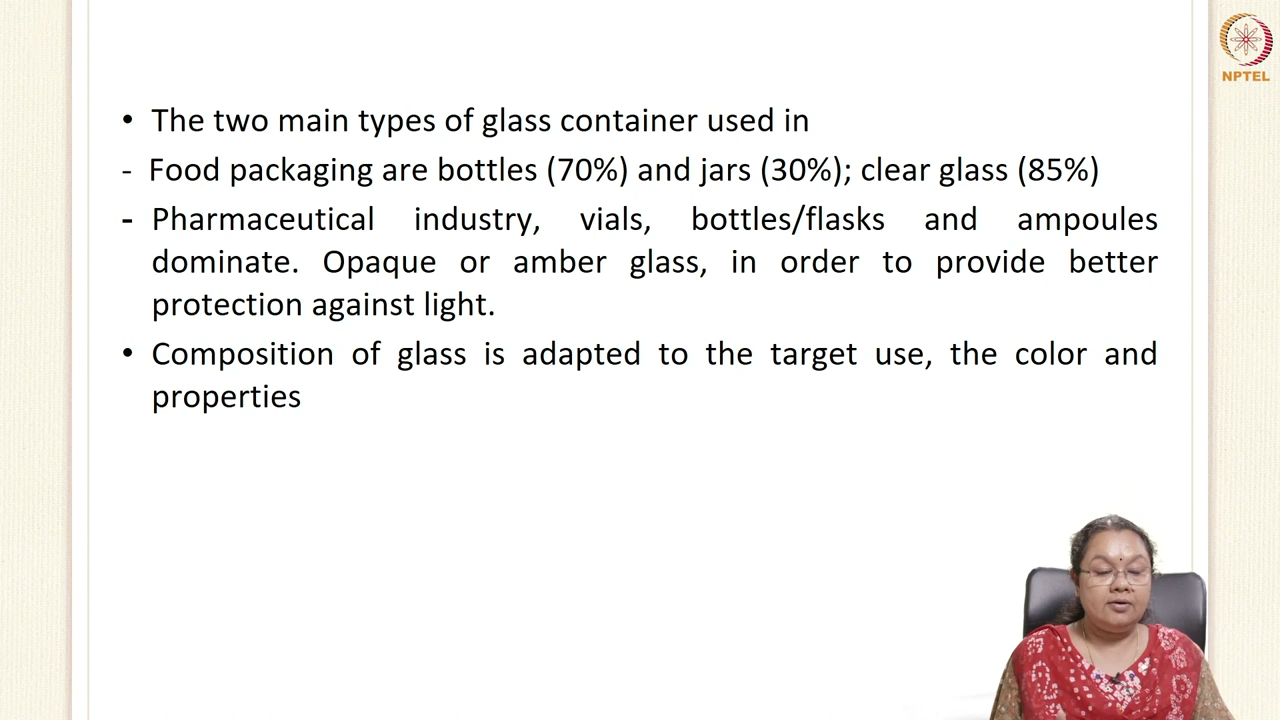 NPTEL
• The two main types of glass container used in
- Food packaging are bottles (70%) and jars (30%); clear glass (85%)
- Pharmaceutical industry, vials, bottles/flasks and ampoules
dominate. Opaque or amber glass, in order to provide better
protection against light.
• Composition of glass is adapted to the target use, the color and
properties